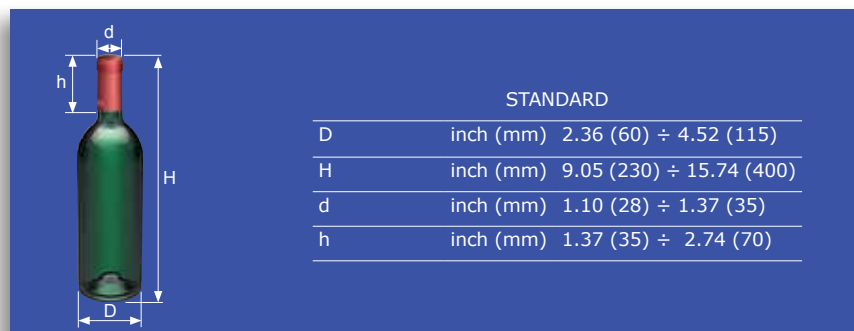 d
h
H
D
STANDARD
D inch (mm) 2.36 (60) ÷ 4.52 (115)
H inch (mm) 9.05 (230) ÷ 15.74 (400)
d inch (mm) 1.10 (28) ÷ 1.37 (35)
h inch (mm) 1.37 (35) ÷ 2.74 (70)